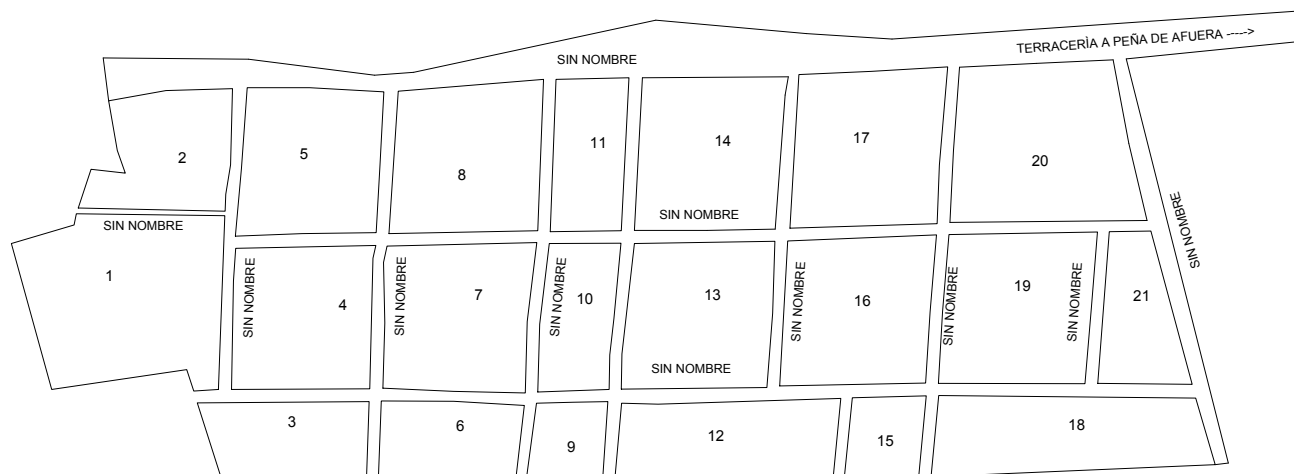 TERRACERÌA A PEÑA DE AFUERA ----->
SIN NOMBRE
11
14
17
2
5
8
20
SIN NOMBRE
SIN NOMBRE
SIN NOMBRE
1
SIN NOMBRE
4
SIN NOMBRE
7
SIN NOMBRE
10
13
SIN NOMBRE
16
SIN NOMBRE
19
SIN NOMBRE
21
SIN NOMBRE
3
6
9
12
15
18